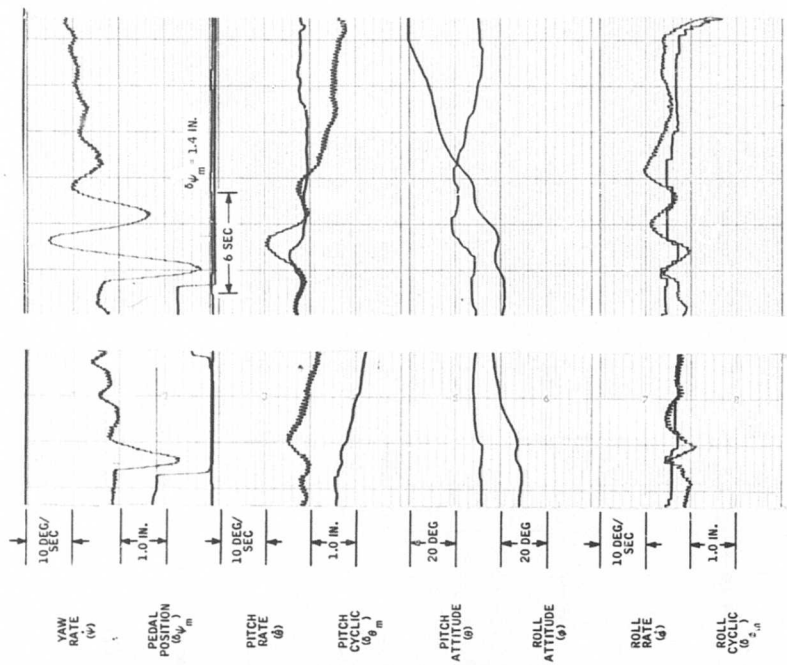 δψm = 1.4 IN.
6 SEC
10 DEG/
SEC
1.0 IN.
10 DEG/
SEC
1.0 IN.
20 DEG
20 DEG
10 DEG/
SEC
1.0 IN.
YAW
RATE
(ψ̇)
PEDAL
POSITION
(δψm)
PITCH
RATE
(θ̇)
PITCH
CYCLIC
(δθm)
PITCH
ATTITUDE
(θ)
ROLL
ATTITUDE
(φ)
ROLL
RATE
ROLL
CYCLIC